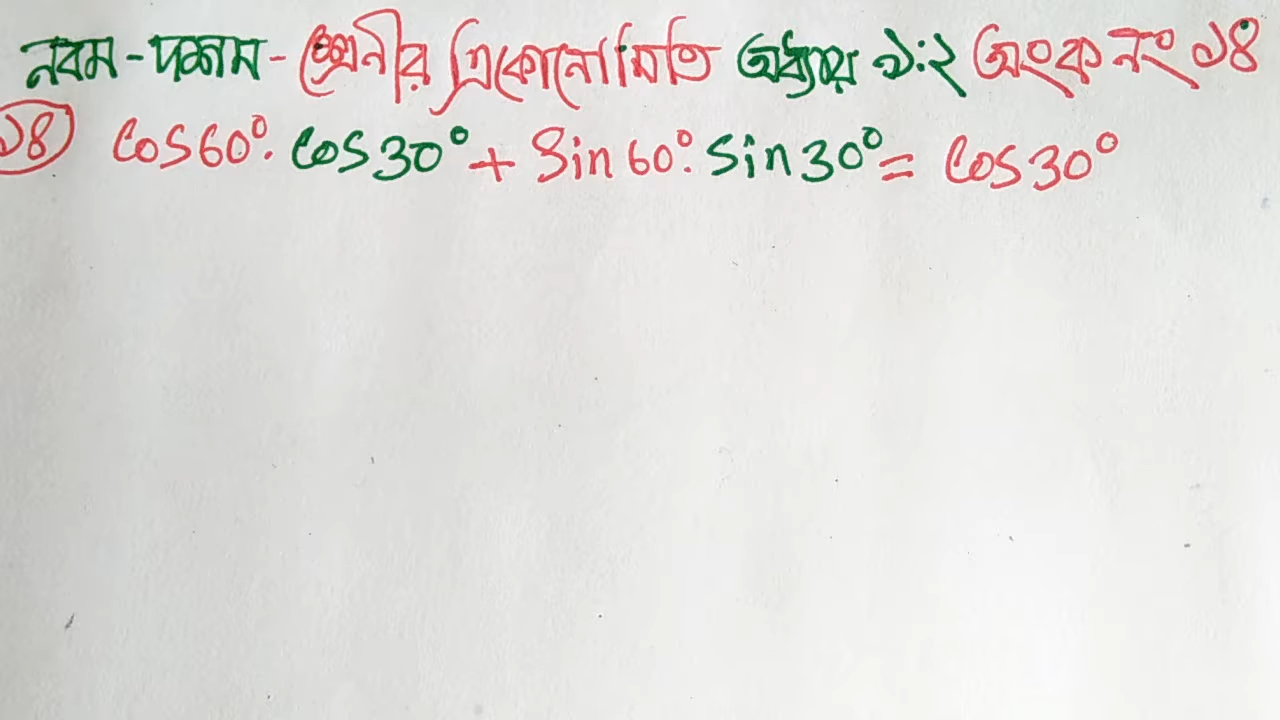 নবম-দশম-শ্রেনীর ত্রিকোনোমিতি অধ্যায় ৯:২ অংক নং ১৪
১৪ Cos60°. Cos30° + Sin60°. Sin30° = Cos30°